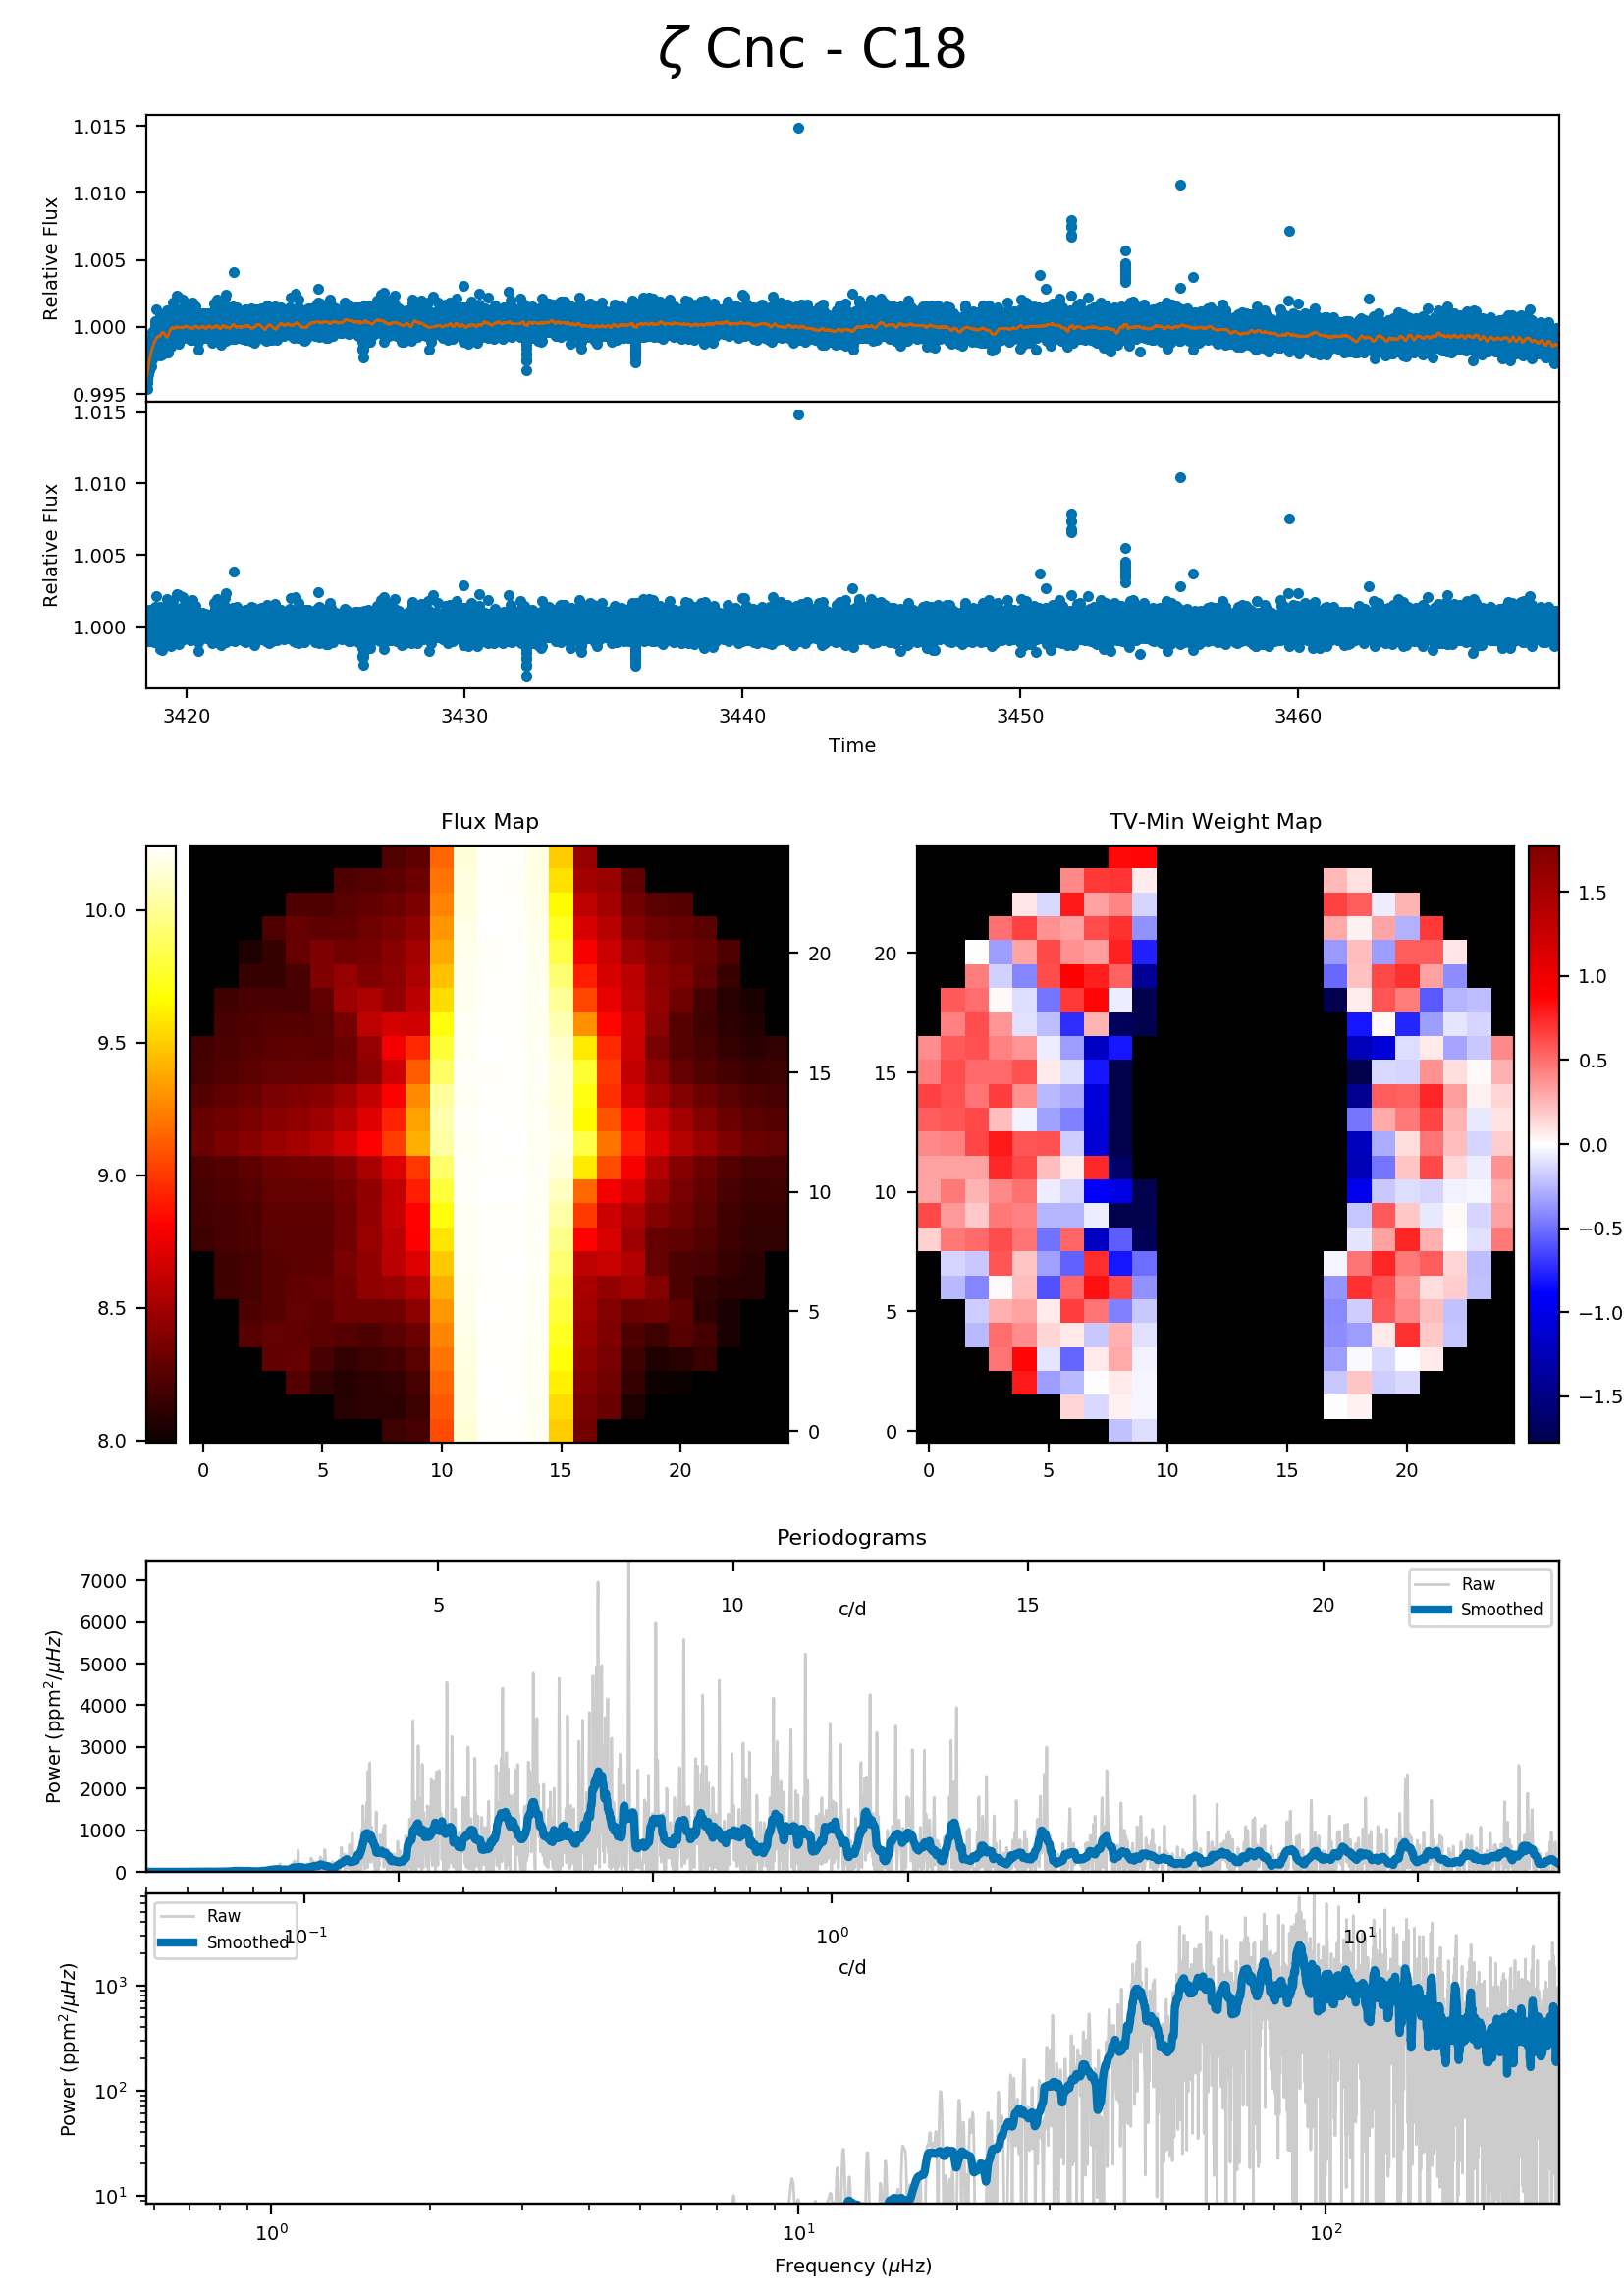 ζ Cnc - C18
1.015
1.010
1.005
1.000
0.995
Relative Flux
1.015
1.010
1.005
1.000
Relative Flux
3420 3430 3440 3450 3460
Time
Flux Map
10.0
9.5
9.0
8.5
8.0
20
15
10
5
0
0 5 10 15 20
TV-Min Weight Map
20
15
10
5
0
0 5 10 15 20
1.5
1.0
0.5
0.0
−0.5
−1.0
−1.5
Periodograms
7000
6000
5000
4000
3000
2000
1000
0
Power (ppm²/μHz)
5 10 15 20
c/d
Raw
Smoothed
Raw
Smoothed
10⁻¹ 10⁰ 10¹
c/d
10³
10²
10¹
Power (ppm²/μHz)
10⁰ 10¹ 10²
Frequency (μHz)